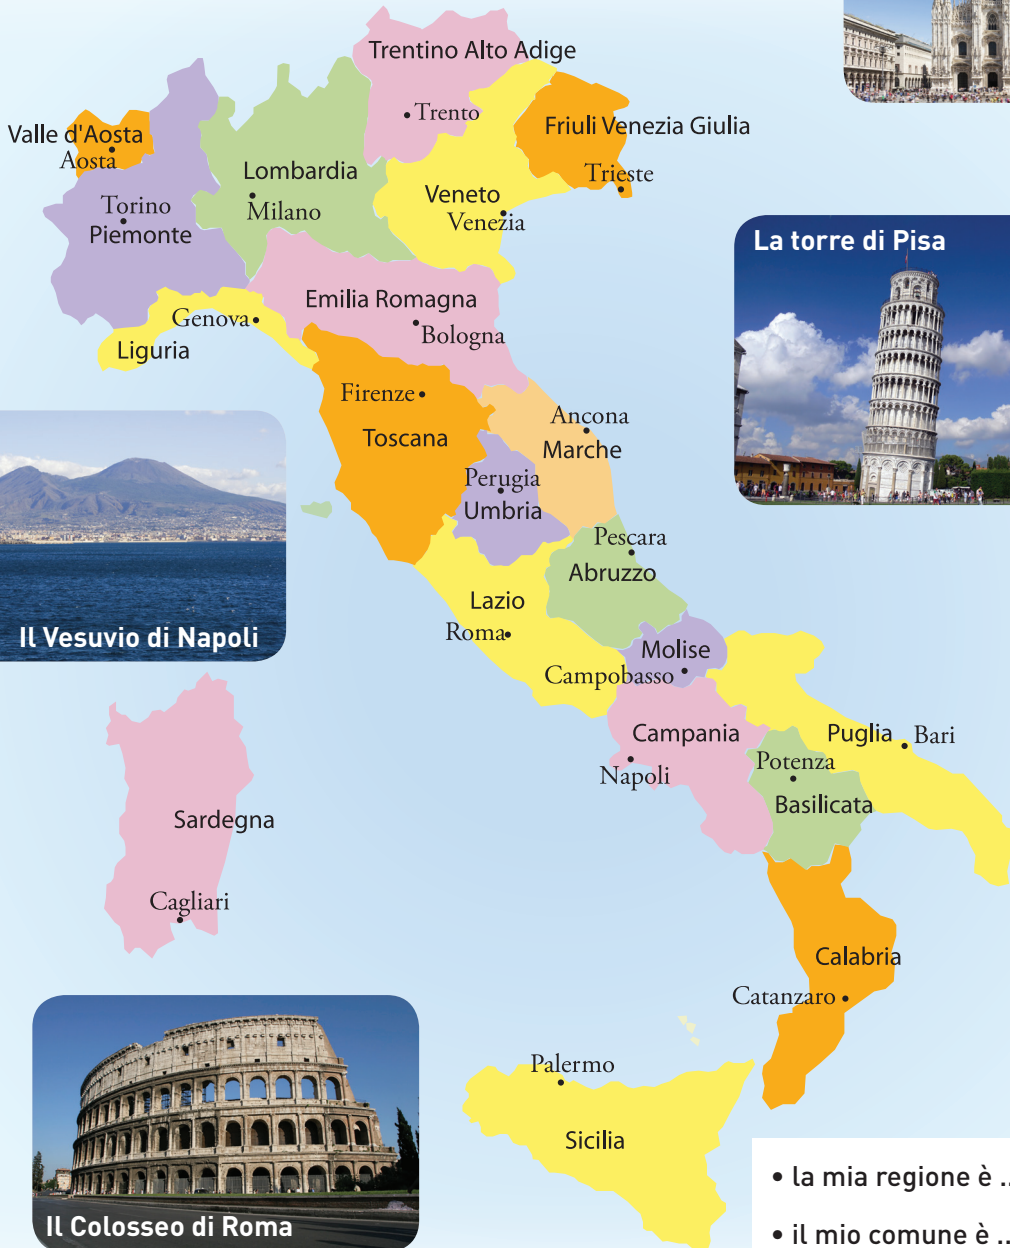 Trentino Alto Adige
Trento
Friuli Venezia Giulia
Valle d'Aosta
Aosta
Lombardia
Trieste
Veneto
Torino
Milano
Venezia
Piemonte
La torre di Pisa
Emilia Romagna
Genova
Bologna
Liguria
Firenze
Ancona
Toscana
Marche
Perugia
Umbria
Pescara
Abruzzo
Lazio
Roma
Il Vesuvio di Napoli
Molise
Campobasso
Campania
Puglia
Bari
Potenza
Napoli
Basilicata
Sardegna
Cagliari
Calabria
Catanzaro
Palermo
Sicilia
• la mia regione è ..
Il Colosseo di Roma
• il mio comune è ..